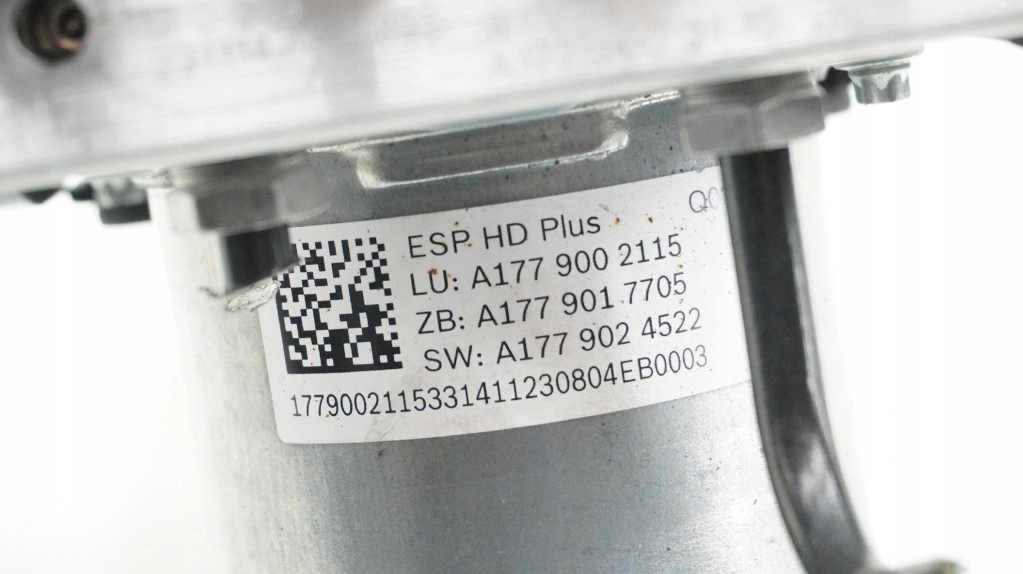 ESP HD Plus
LU: A177 900 2115
ZB: A177 901 7705
SW: A177 902 4522
1779002115331411230804EB0003